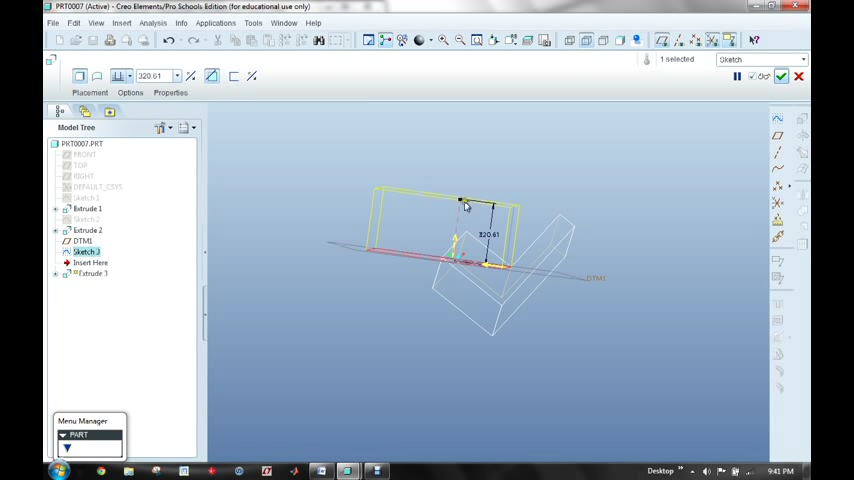 PRT0007 (Active) - Creo Elements/Pro Schools Edition (for educational use only)
File Edit View Insert Analysis Info Applications Tools Window Help
1 selected
Sketch
320.61
Placement Options Properties
Model Tree
PRT0007.PRT
FRONT
TOP
RIGHT
DEFAULT_CSYS
Sketch 1
Extrude 1
Sketch 2
Extrude 2
DTM1
Sketch 3
Insert Here
Extrude 3
320.61
DTM1
Menu Manager
PART
Desktop
9:41 PM